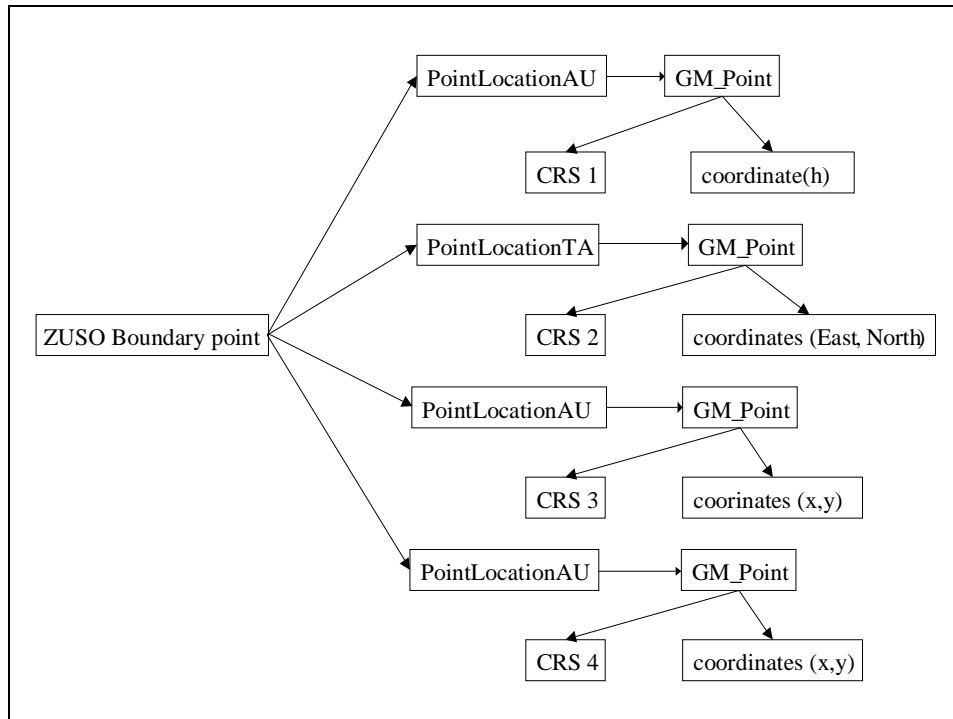 PointLocationAU
GM_Point
CRS 1
coordinate(h)
PointLocationTA
GM_Point
CRS 2
coordinates (East, North)
ZUSO Boundary point
PointLocationAU
GM_Point
CRS 3
coorinates (x,y)
PointLocationAU
GM_Point
CRS 4
coordinates (x,y)